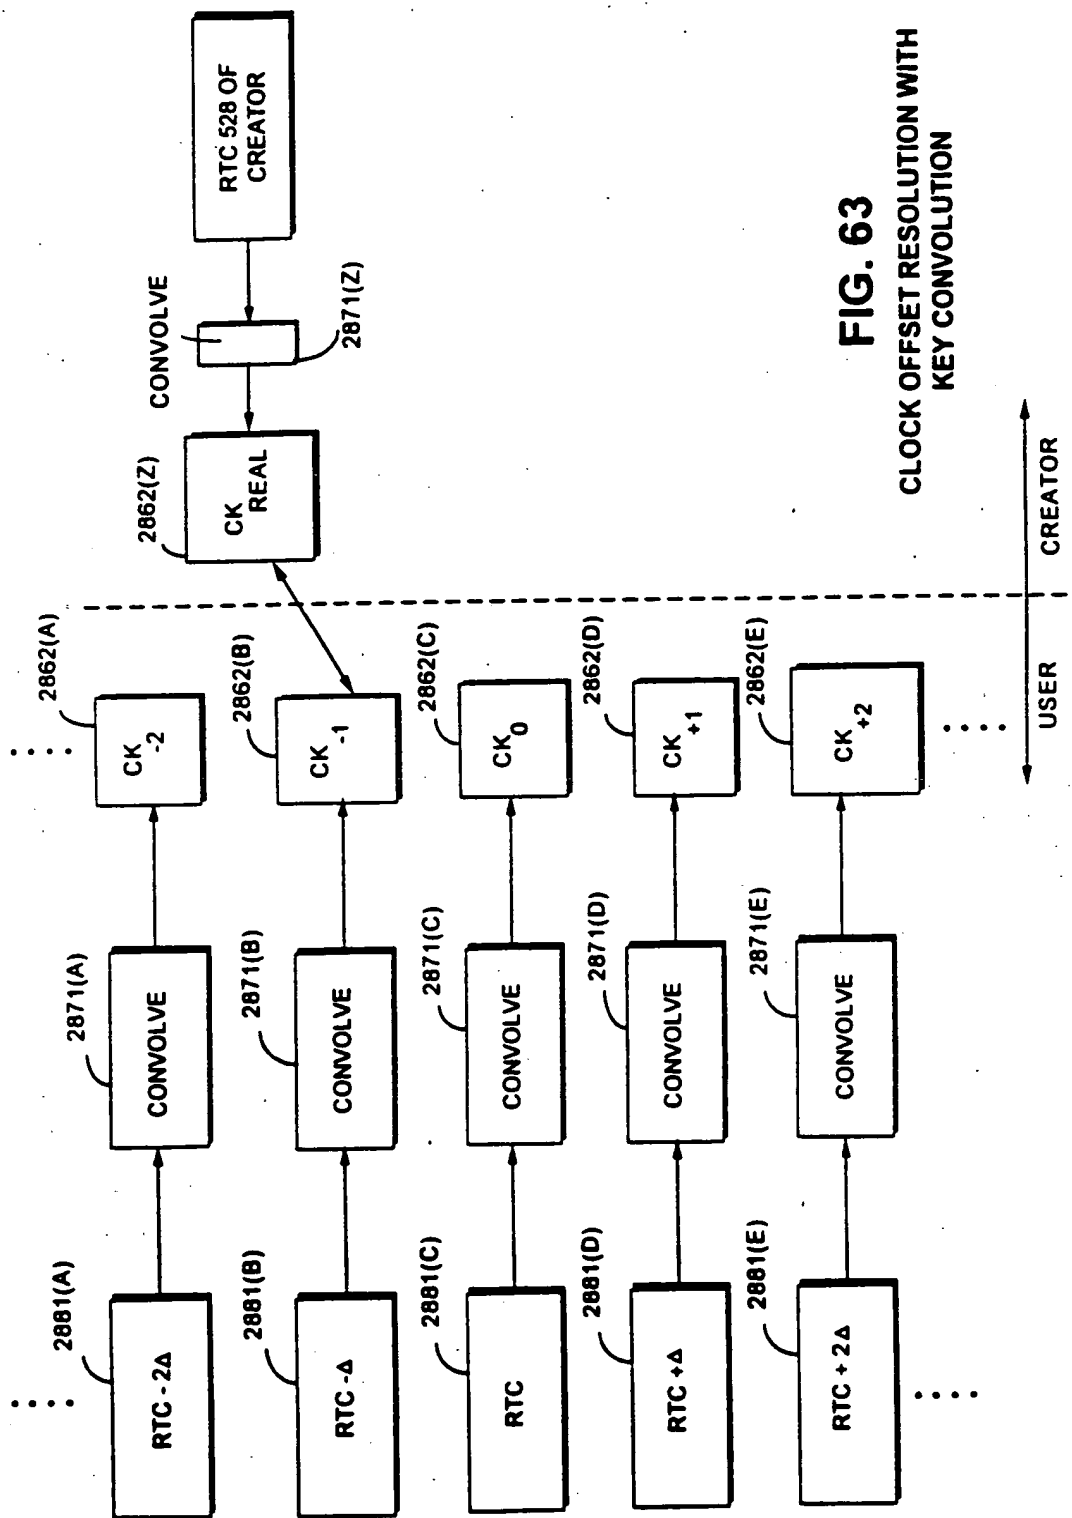 2881(A)
RTC - 2Δ
2871(A)
CONVOLVE
2862(A)
CK -2
2881(B)
RTC -Δ
2871(B)
CONVOLVE
2862(B)
CK -1
2881(C)
RTC
2871(C)
CONVOLVE
2862(C)
CK 0
2881(D)
RTC +Δ
2871(D)
CONVOLVE
2862(D)
CK +1
2881(E)
RTC + 2Δ
2871(E)
CONVOLVE
2862(E)
CK +2
2862(Z)
CK REAL
CONVOLVE
2871(Z)
RTC 528 OF
CREATOR
USER
CREATOR
FIG. 63
CLOCK OFFSET RESOLUTION WITH
KEY CONVOLUTION